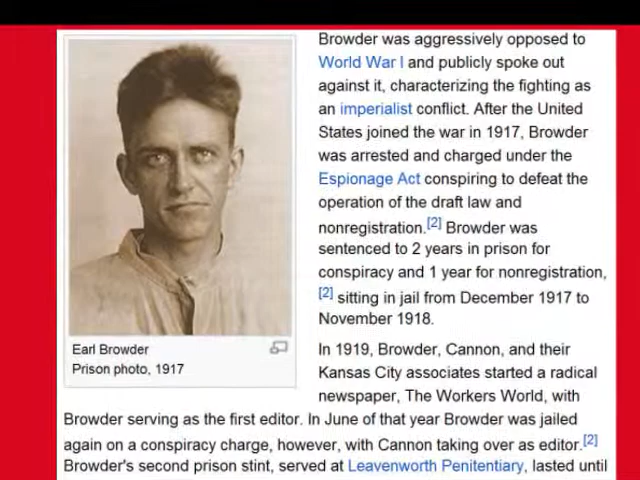 Browder was aggressively opposed to
World War I and publicly spoke out
against it, characterizing the fighting as
an imperialist conflict. After the United
States joined the war in 1917, Browder
was arrested and charged under the
Espionage Act conspiring to defeat the
operation of the draft law and
nonregistration.[2] Browder was
sentenced to 2 years in prison for
conspiracy and 1 year for nonregistration,
[2] sitting in jail from December 1917 to
November 1918.
Earl Browder
Prison photo, 1917
In 1919, Browder, Cannon, and their
Kansas City associates started a radical
newspaper, The Workers World, with
Browder serving as the first editor. In June of that year Browder was jailed
again on a conspiracy charge, however, with Cannon taking over as editor.[2]
Browder's second prison stint, served at Leavenworth Penitentiary, lasted until